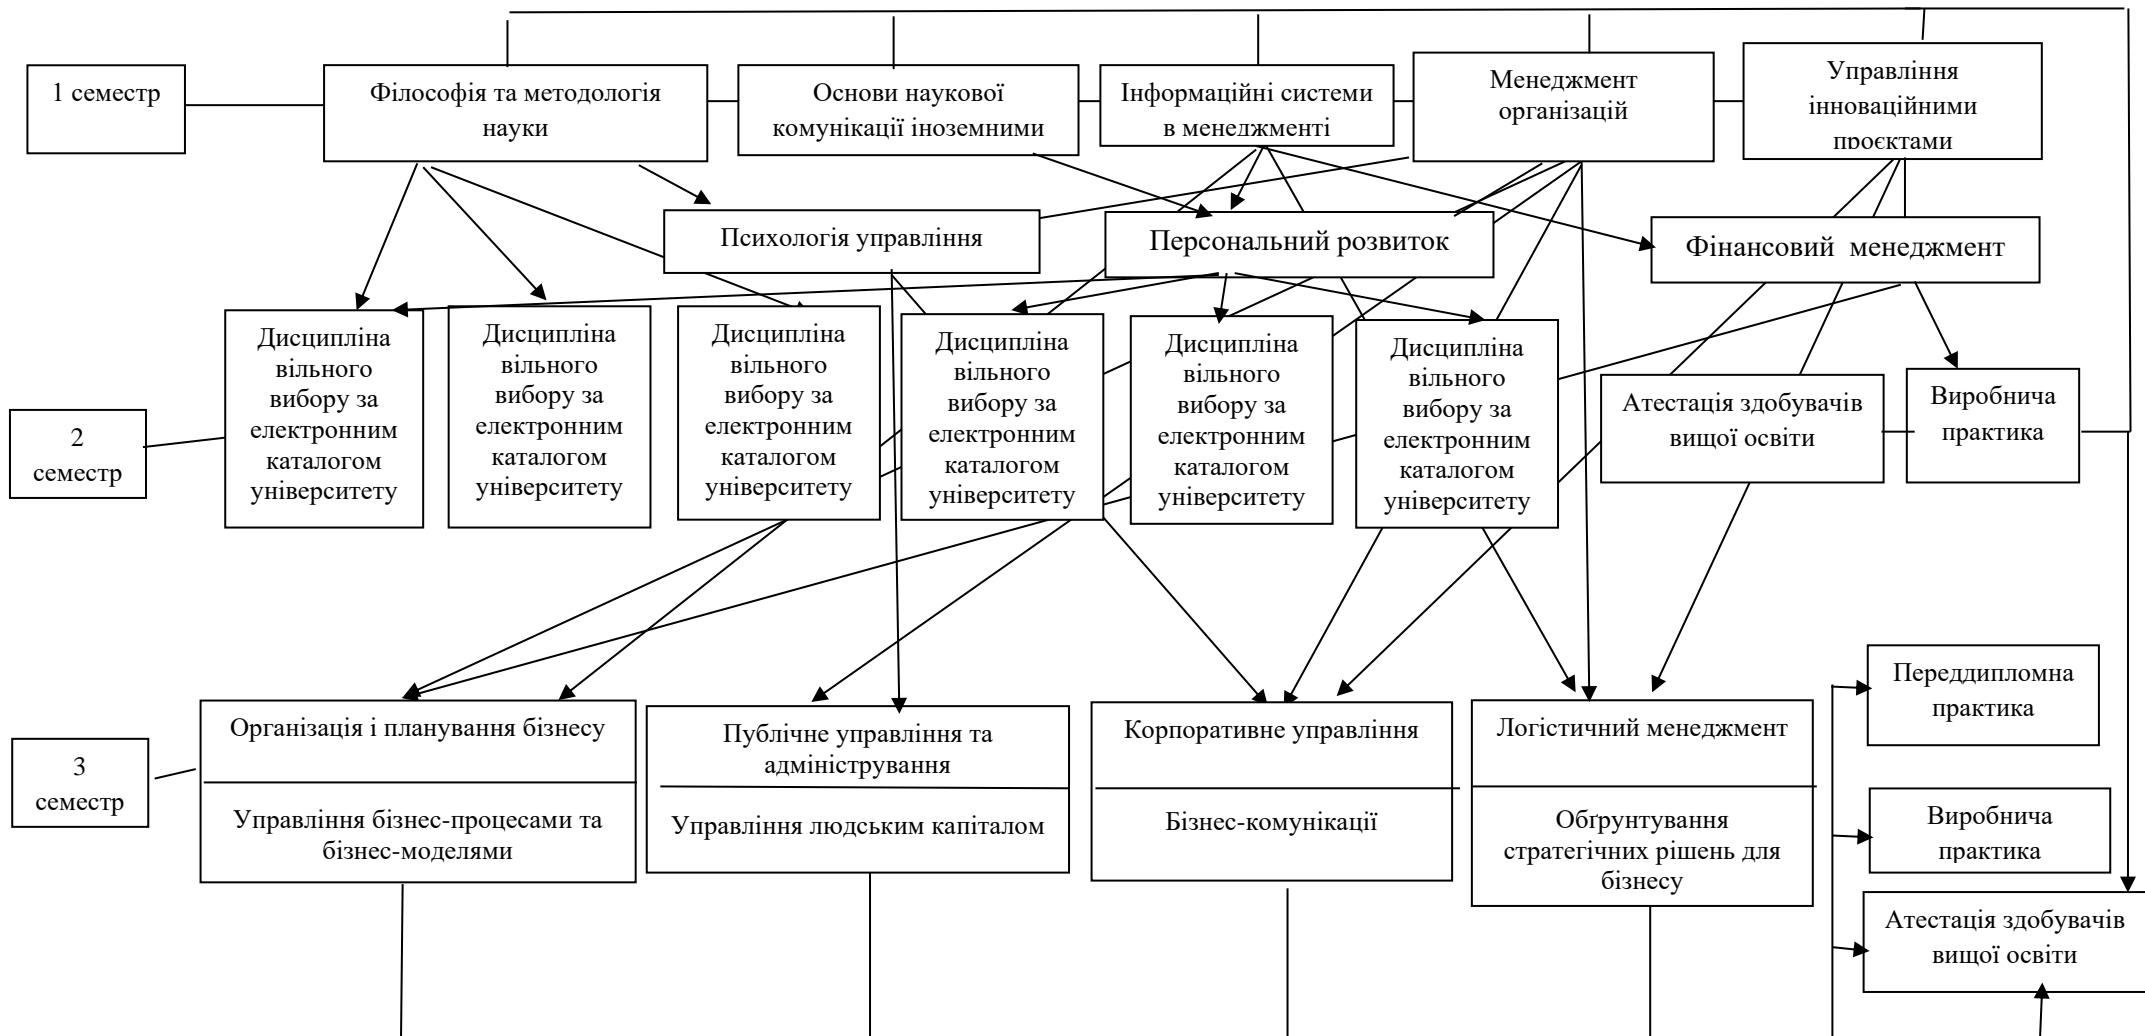 1 семестр
Філософія та методологія
науки
Основи наукової
комунікації іноземними
Інформаційні системи
в менеджменті
Менеджмент
організацій
Управління
інноваційними
проєктами
Психологія управління
Персональний розвиток
Фінансовий менеджмент
2
семестр
Дисципліна
вільного
вибору за
електронним
каталогом
університету
Дисципліна
вільного
вибору за
електронним
каталогом
університету
Дисципліна
вільного
вибору за
електронним
каталогом
університету
Дисципліна
вільного
вибору за
електронним
каталогом
університету
Дисципліна
вільного
вибору за
електронним
каталогом
університету
Дисципліна
вільного
вибору за
електронним
каталогом
університету
Атестація здобувачів
вищої освіти
Виробнича
практика
3
семестр
Організація і планування бізнесу
Управління бізнес-процесами та
бізнес-моделями
Публічне управління та
адміністрування
Управління людським капіталом
Корпоративне управління
Бізнес-комунікації
Логістичний менеджмент
Обґрунтування
стратегічних рішень для
бізнесу
Переддипломна
практика
Виробнича
практика
Атестація здобувачів
вищої освіти